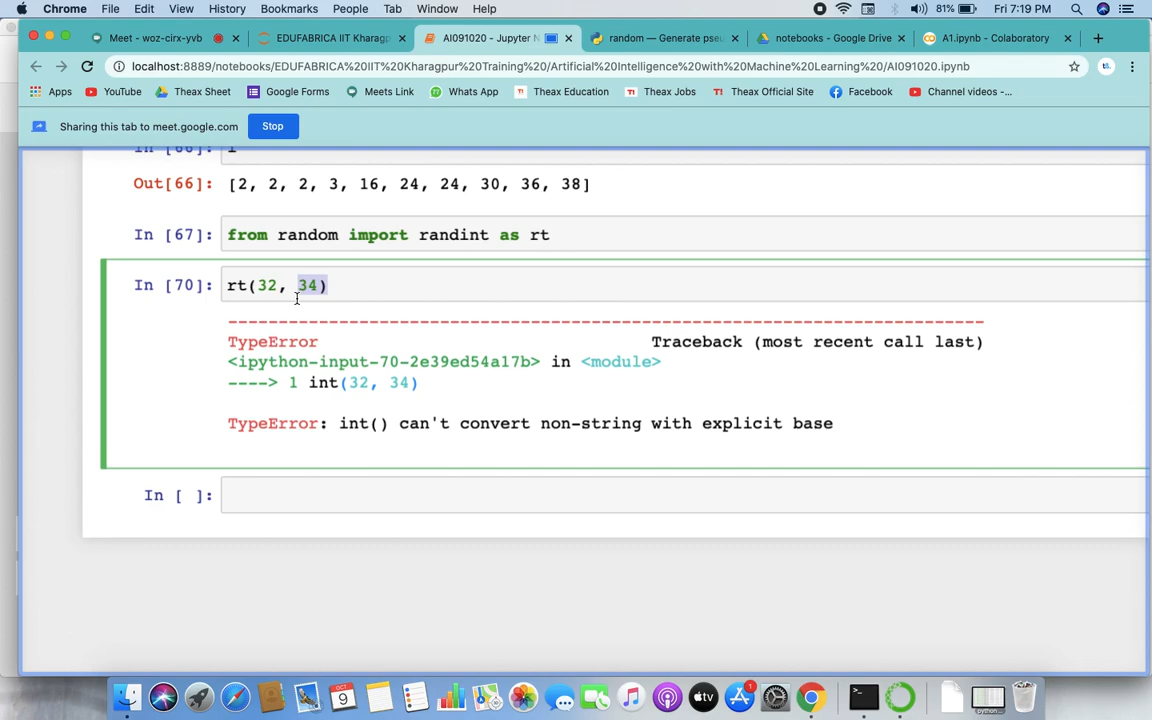 Chrome File Edit View History Bookmarks People Tab Window Help 81% Fri 7:19 PM
Meet - woz-cirx-yvb EDUFABRICA IIT Kharagp AI091020 - Jupyter N random — Generate pseu notebooks - Google Drive A1.ipynb - Colaboratory
localhost:8889/notebooks/EDUFABRICA%20IIT%20Kharagpur%20Training%20/Artificial%20Intelligence%20with%20Machine%20Learning%20/AI091020.ipynb
Apps YouTube Theax Sheet Google Forms Meets Link Whats App Theax Education Theax Jobs Theax Official Site Facebook Channel videos -...
Sharing this tab to meet.google.com Stop
In [66]:
Out[66]: [2, 2, 2, 3, 16, 24, 24, 30, 36, 38]
In [67]: from random import randint as rt
In [70]: rt(32, 34)
---------------------------------------------------------------------------
TypeError Traceback (most recent call last)
<ipython-input-70-2e39ed54a17b> in <module>
----> 1 int(32, 34)
TypeError: int() can't convert non-string with explicit base
In [ ]: